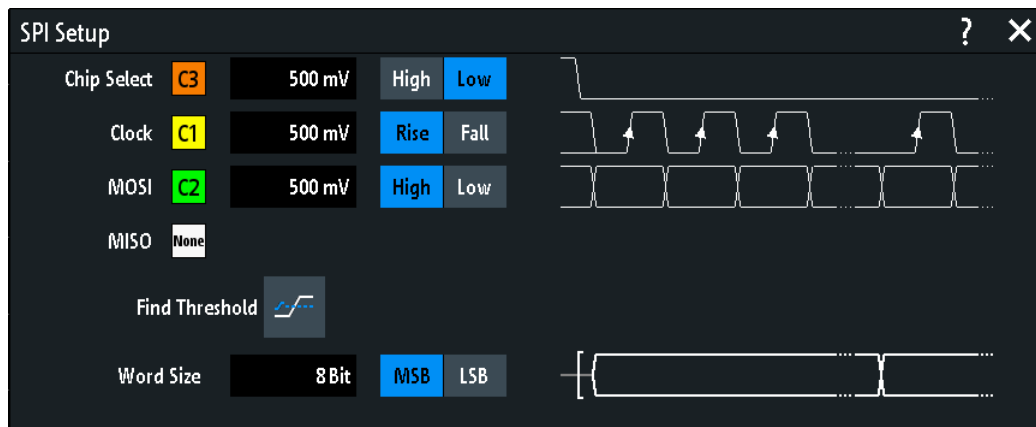 SPI Setup ? ✕
Chip Select C3 500 mV High Low
Clock C1 500 mV Rise Fall
MOSI C2 500 mV High Low
MISO None
Find Threshold
Word Size 8 Bit MSB LSB